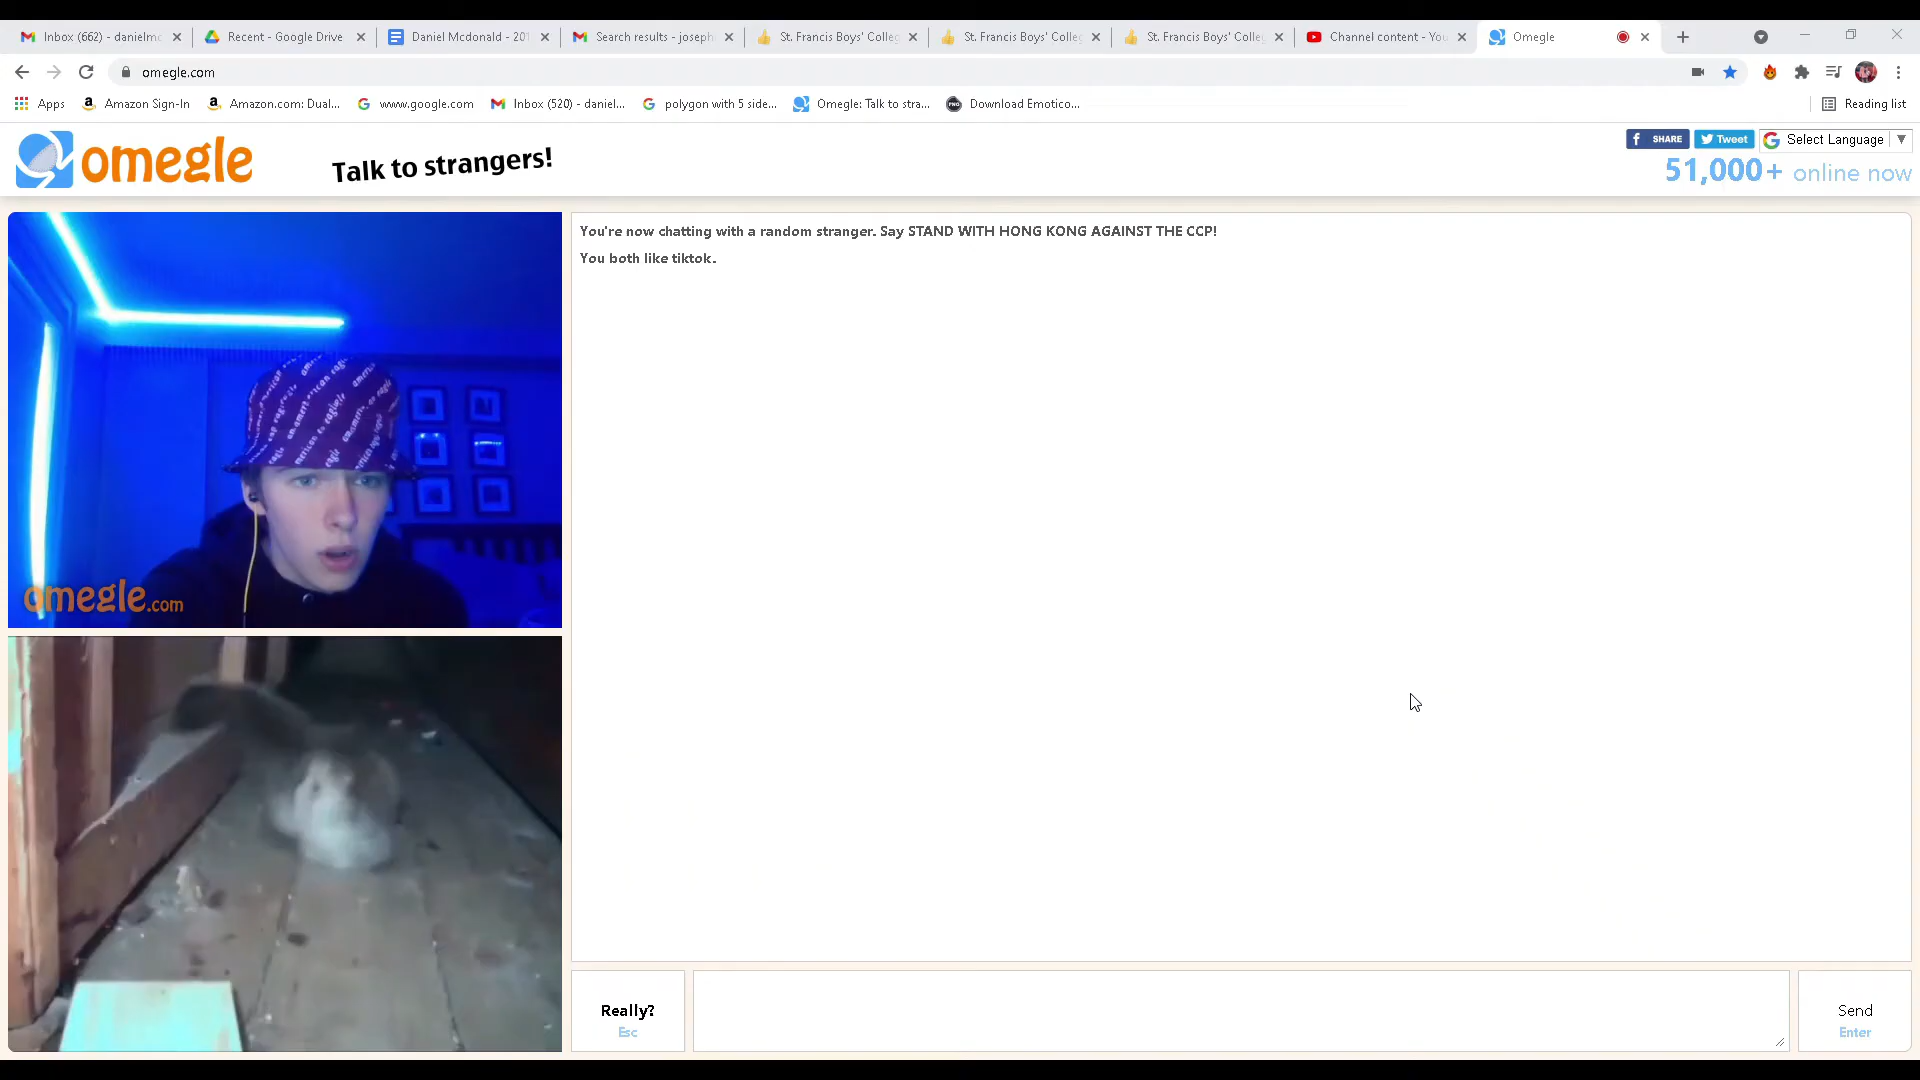 Inbox (662) - danielmc
Recent - Google Drive
Daniel Mcdonald - 201
Search results - joseph
St. Francis Boys' Colleg
St. Francis Boys' Colleg
St. Francis Boys' Colleg
Channel content - You
Omegle
omegle.com
Apps
Amazon Sign-In
Amazon.com: Dual...
www.google.com
Inbox (520) - daniel...
polygon with 5 side...
Omegle: Talk to stra...
Download Emotico...
Reading list
omegle
Talk to strangers!
SHARE
Tweet
Select Language
51,000+ online now
You're now chatting with a random stranger. Say STAND WITH HONG KONG AGAINST THE CCP!
You both like tiktok.
omegle.com
Really?
Esc
Send
Enter